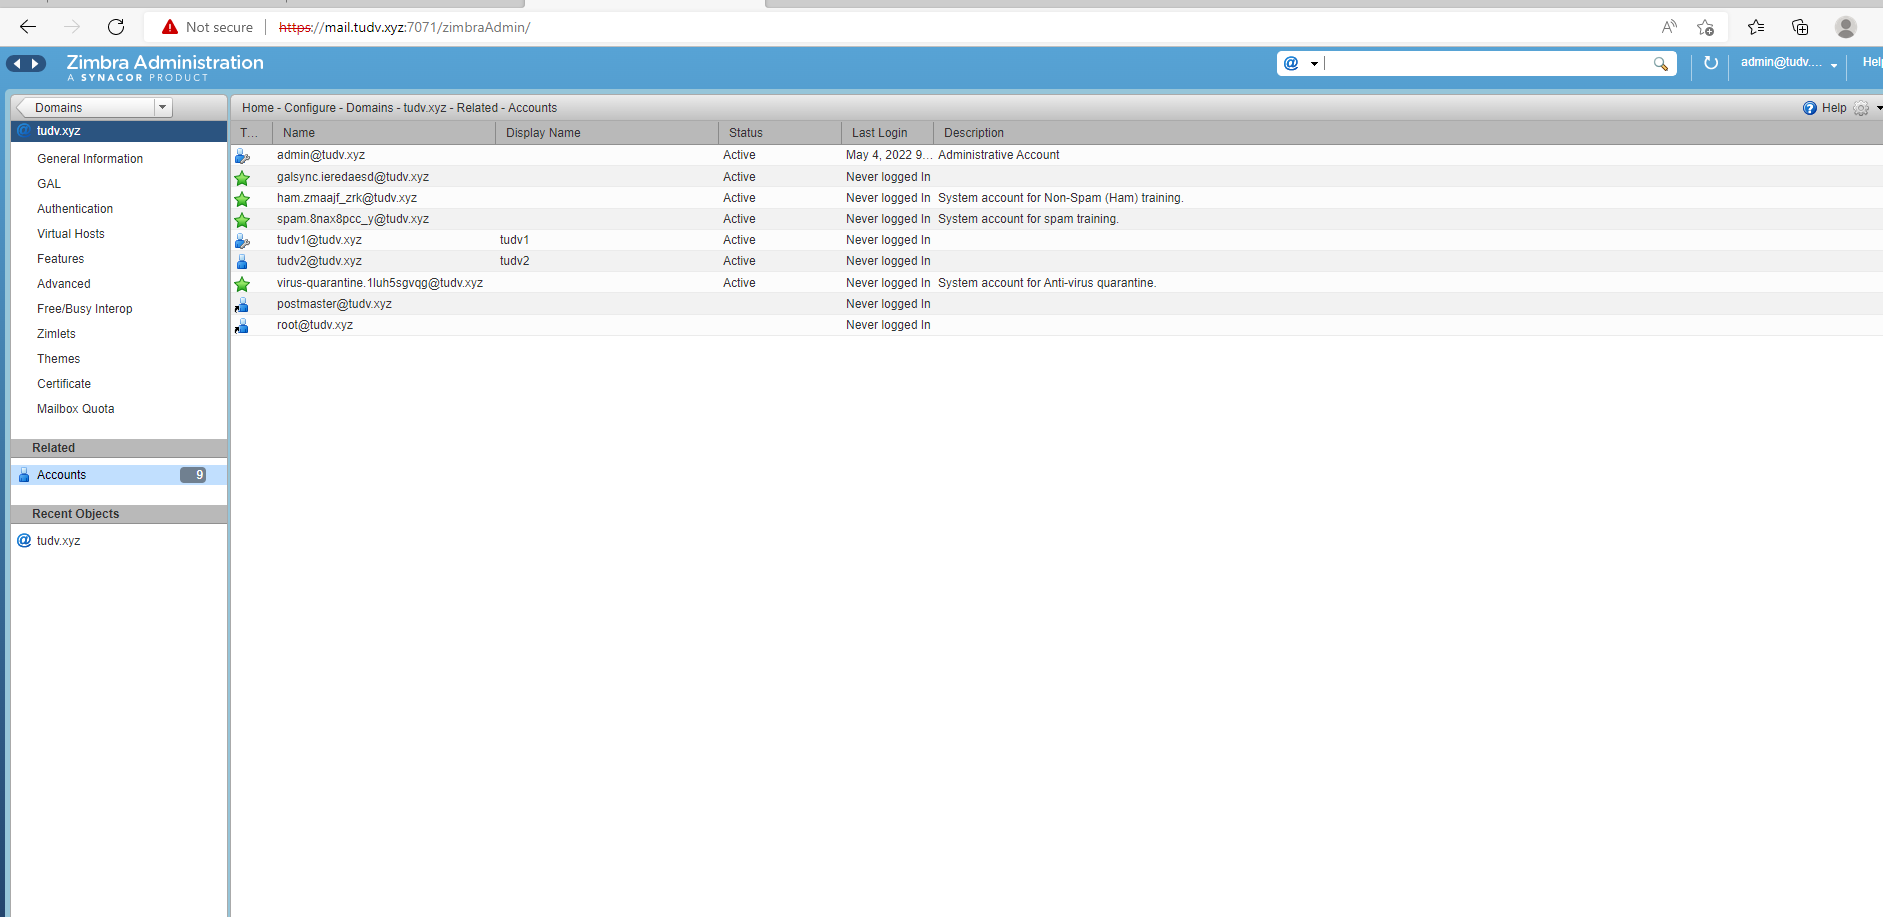 Not secure https://mail.tudv.xyz:7071/zimbraAdmin/
Zimbra Administration
A SYNACOR PRODUCT
@ admin@tudv.... Help
Domains
tudv.xyz
General Information
GAL
Authentication
Virtual Hosts
Features
Advanced
Free/Busy Interop
Zimlets
Themes
Certificate
Mailbox Quota
Related
Accounts 9
Recent Objects
@ tudv.xyz
Home - Configure - Domains - tudv.xyz - Related - Accounts Help
T... Name Display Name Status Last Login Description
admin@tudv.xyz Active May 4, 2022 9... Administrative Account
galsync.ieredaesd@tudv.xyz Active Never logged In
ham.zmaajf_zrk@tudv.xyz Active Never logged In System account for Non-Spam (Ham) training.
spam.8nax8pcc_y@tudv.xyz Active Never logged In System account for spam training.
tudv1@tudv.xyz tudv1 Active Never logged In
tudv2@tudv.xyz tudv2 Active Never logged In
virus-quarantine.1luh5sgvqg@tudv.xyz Active Never logged In System account for Anti-virus quarantine.
postmaster@tudv.xyz Never logged In
root@tudv.xyz Never logged In